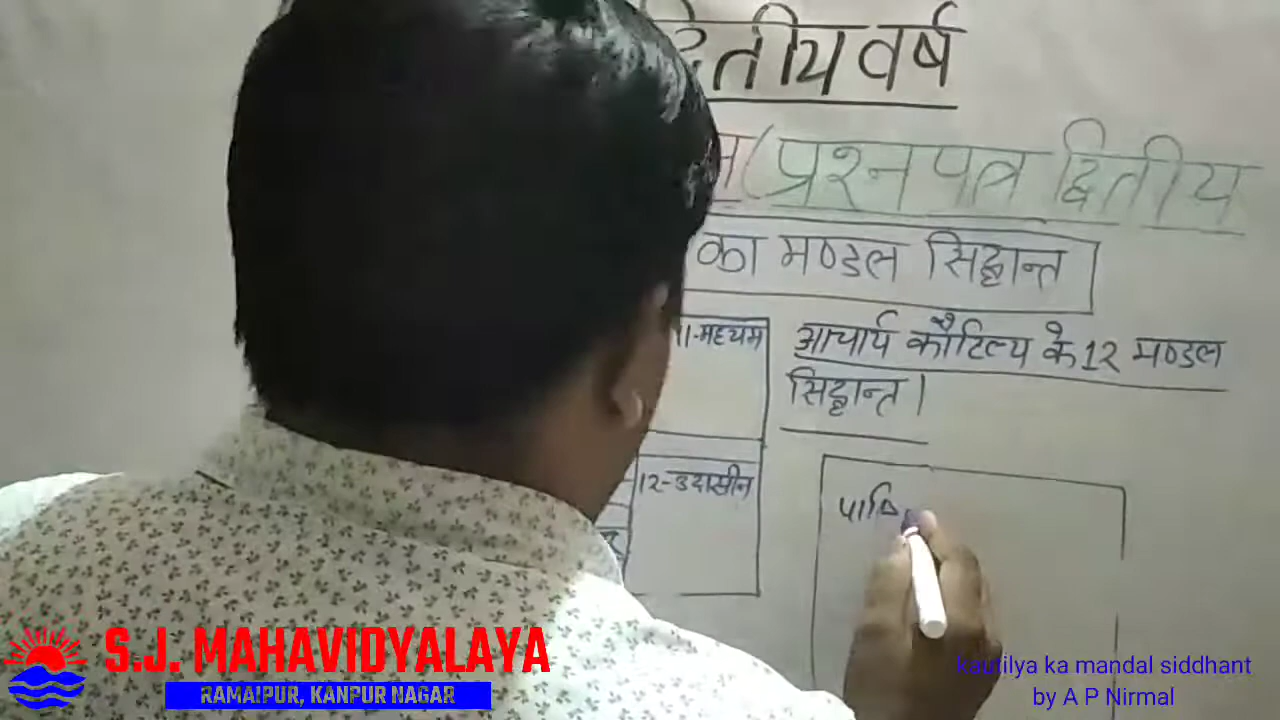 द्वितीय वर्ष
(प्रश्न पत्र द्वितीय
का मण्डल सिद्धान्त
11-मध्यम
आचार्य कौटिल्य के 12 मण्डल
सिद्धान्त।
12-उदासीन
S.J. MAHAVIDYALAYA
RAMAIPUR, KANPUR NAGAR
kautilya ka mandal siddhant
by A P Nirmal